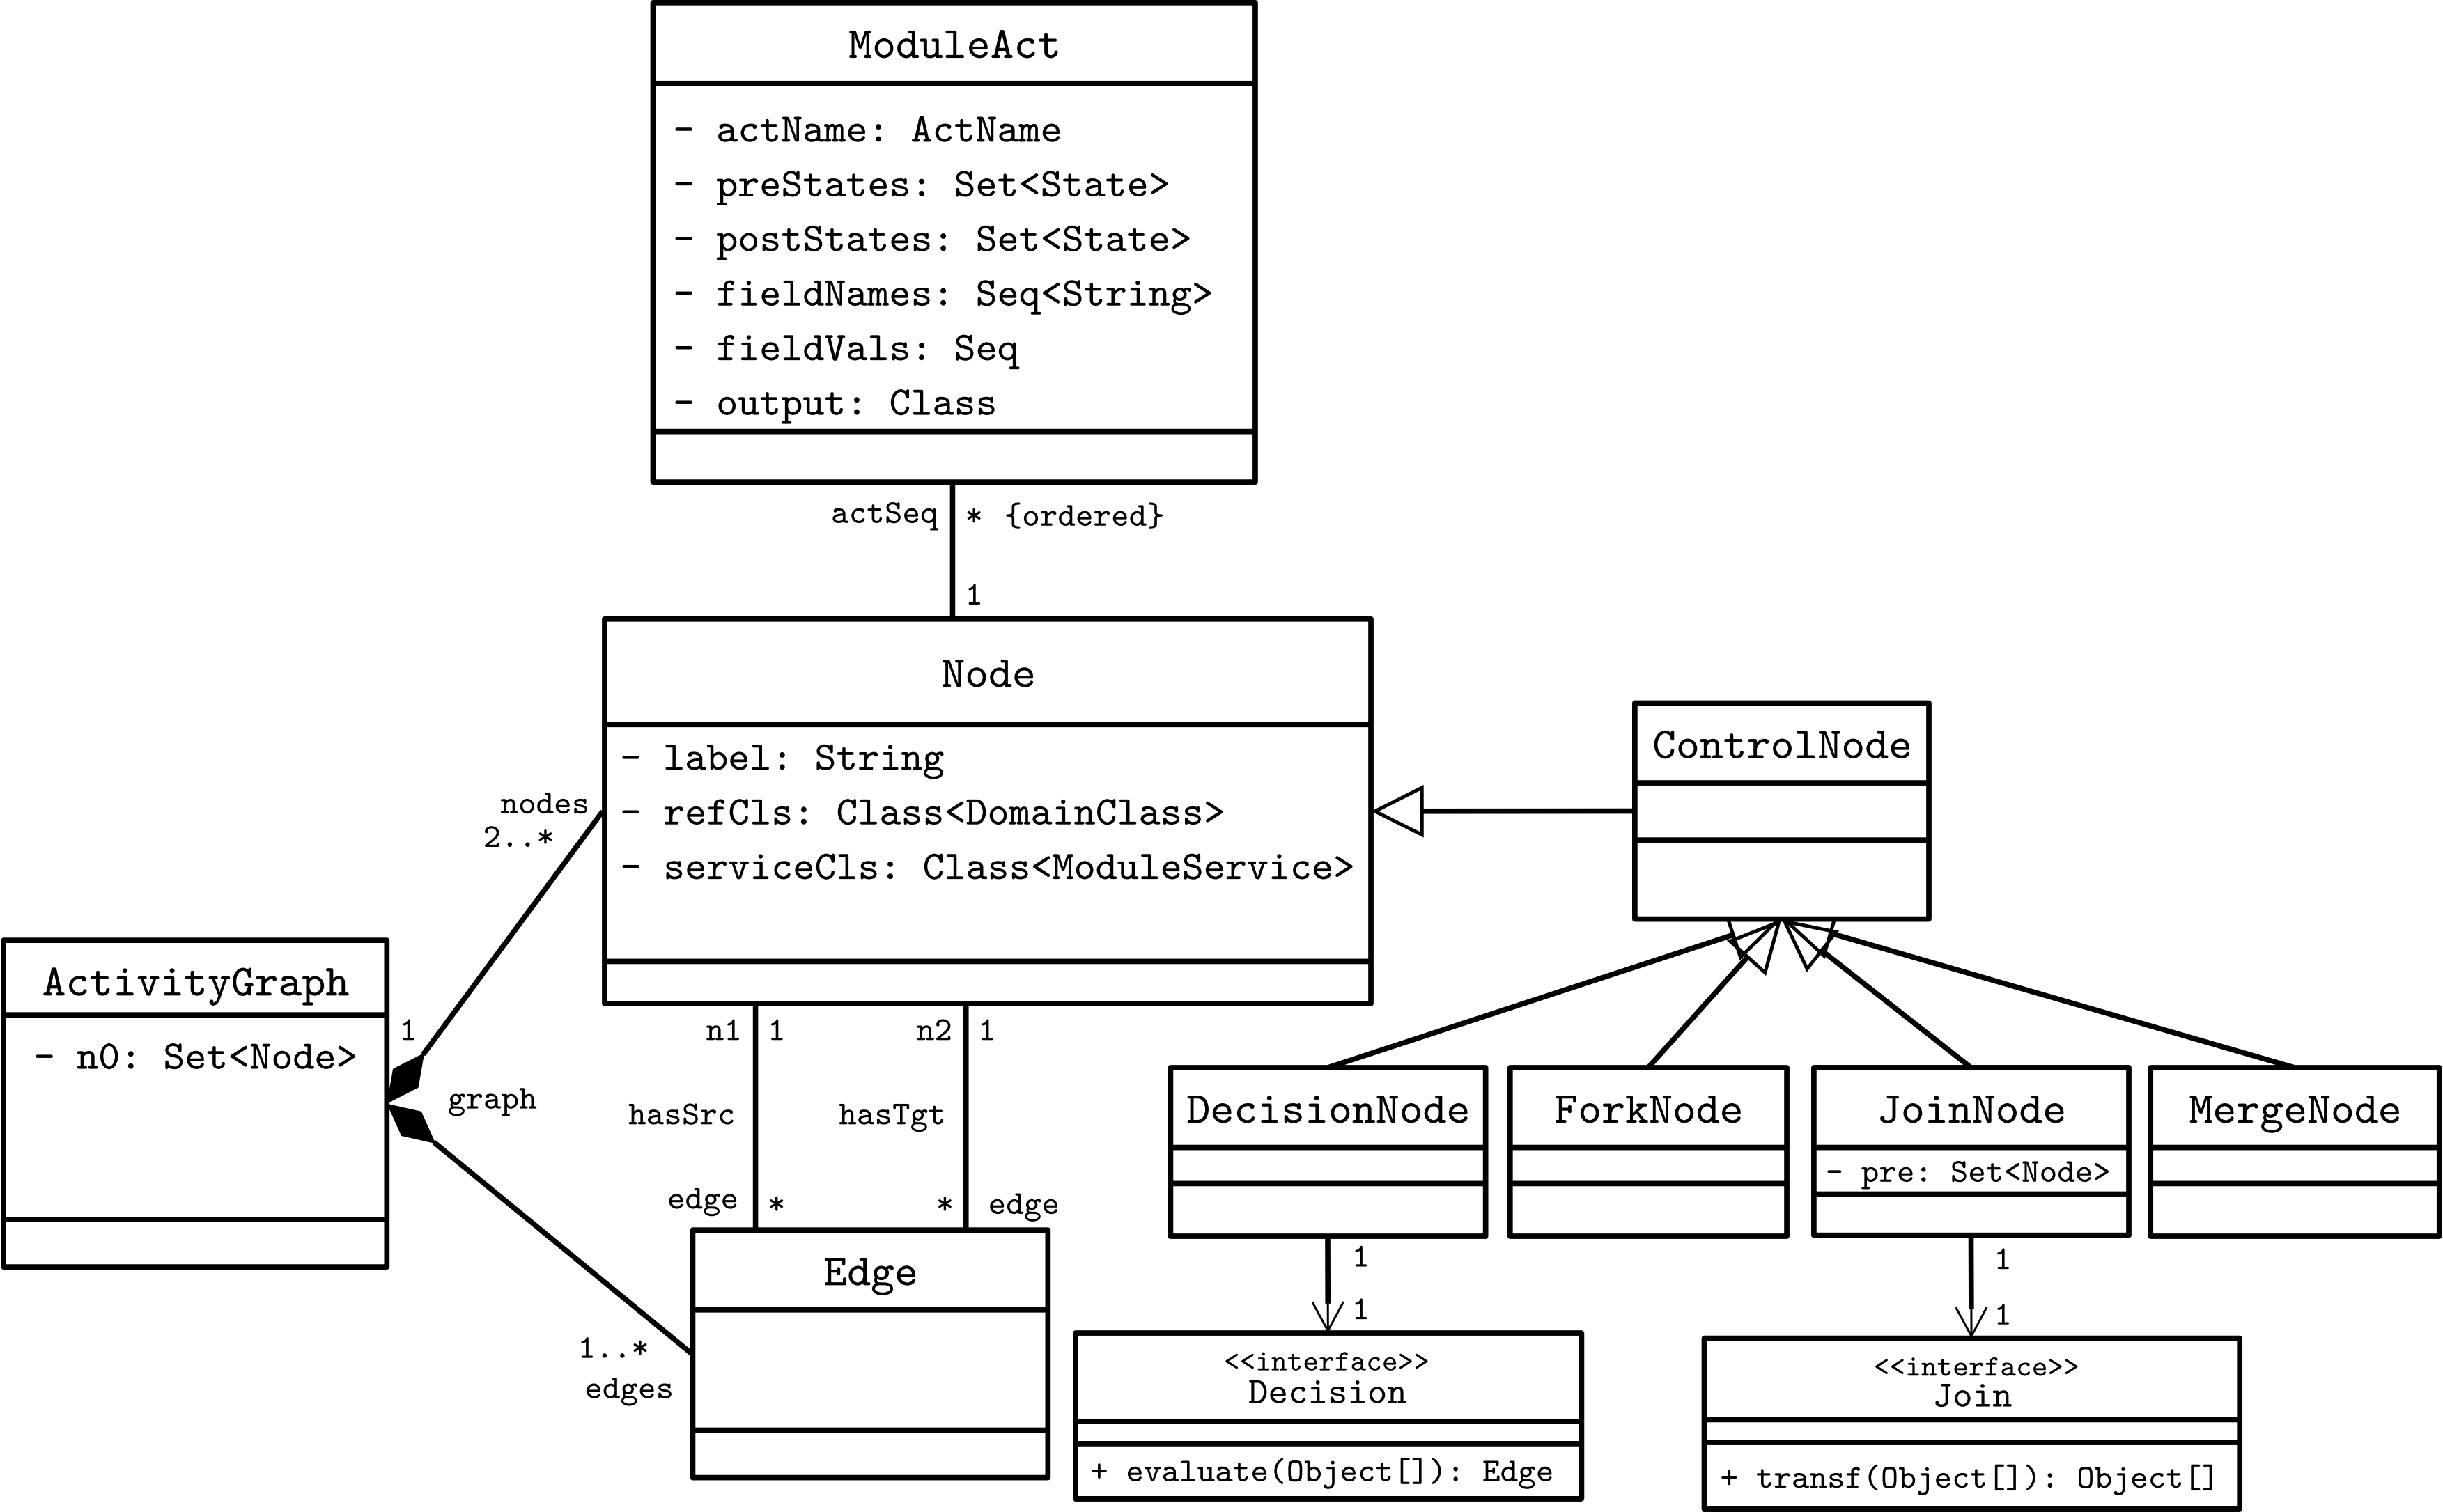 ModuleAct
- actName: ActName
- preStates: Set<State>
- postStates: Set<State>
- fieldNames: Seq<String>
- fieldVals: Seq
- output: Class
actSeq * {ordered}
1
Node
- label: String
- refCls: Class<DomainClass>
- serviceCls: Class<ModuleService>
ControlNode
nodes
2..*
ActivityGraph
- n0: Set<Node>
1
graph
n1 1 n2 1
hasSrc hasTgt
edge * * edge
1..*
edges
Edge
DecisionNode
ForkNode
JoinNode
- pre: Set<Node>
MergeNode
1
1
<<interface>>
Decision
+ evaluate(Object[]): Edge
1
1
<<interface>>
Join
+ transf(Object[]): Object[]